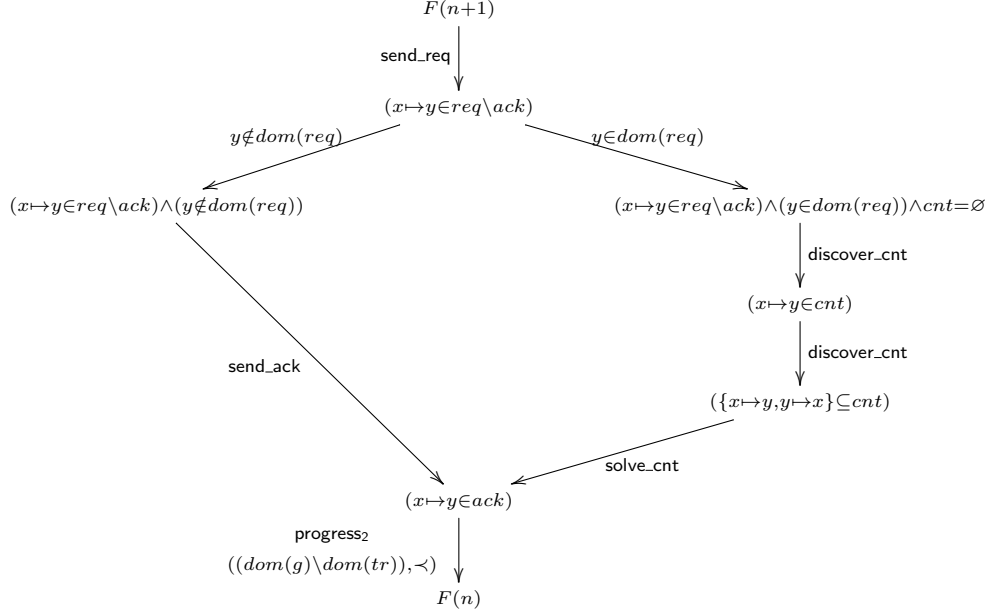 F(n+1)
send_req
(x↦y∈req\ack)
y∉dom(req)
y∈dom(req)
(x↦y∈req\ack)∧(y∉dom(req))
(x↦y∈req\ack)∧(y∈dom(req))∧cnt=∅
discover_cnt
(x↦y∈cnt)
discover_cnt
send_ack
({x↦y,y↦x}⊆cnt)
solve_cnt
(x↦y∈ack)
progress₂
((dom(g)\dom(tr)),≺)
F(n)